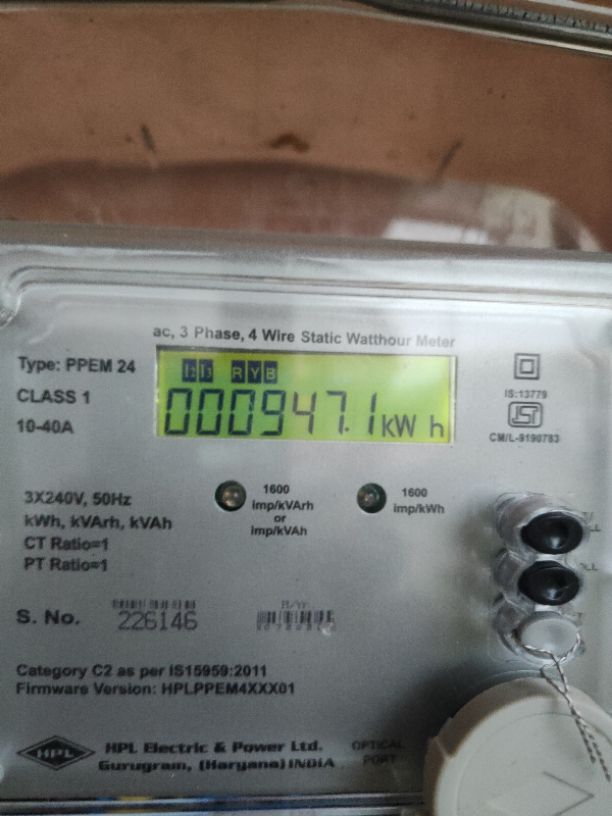 ac, 3 Phase, 4 Wire Static Watthour Meter
Type: PPEM 24
CLASS 1
10-40A
R Y B
000947.1 kW h
IS:13779
CM/L-9190783
3X240V, 50Hz
kWh, kVArh, kVAh
CT Ratio=1
PT Ratio=1
1600
imp/kVArh
or
imp/kVAh
1600
imp/kWh
S. No. 226146
Category C2 as per IS15959:2011
Firmware Version: HPLPPEM4XXX01
HPL
HPL Electric & Power Ltd.
Gurugram, (Haryana) INDIA
OPTICAL
PORT